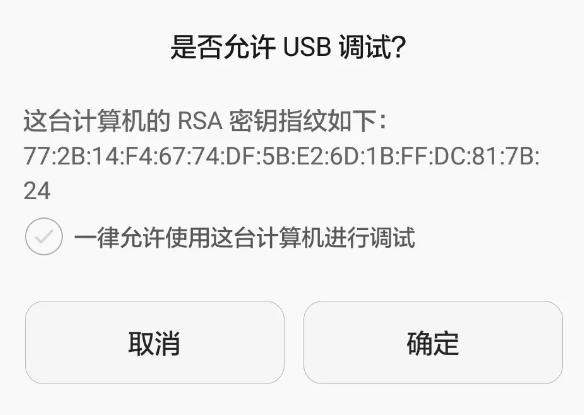 是否允许 USB 调试?
这台计算机的 RSA 密钥指纹如下：
77:2B:14:F4:67:74:DF:5B:E2:6D:1B:FF:DC:81:7B:
24
一律允许使用这台计算机进行调试
取消
确定